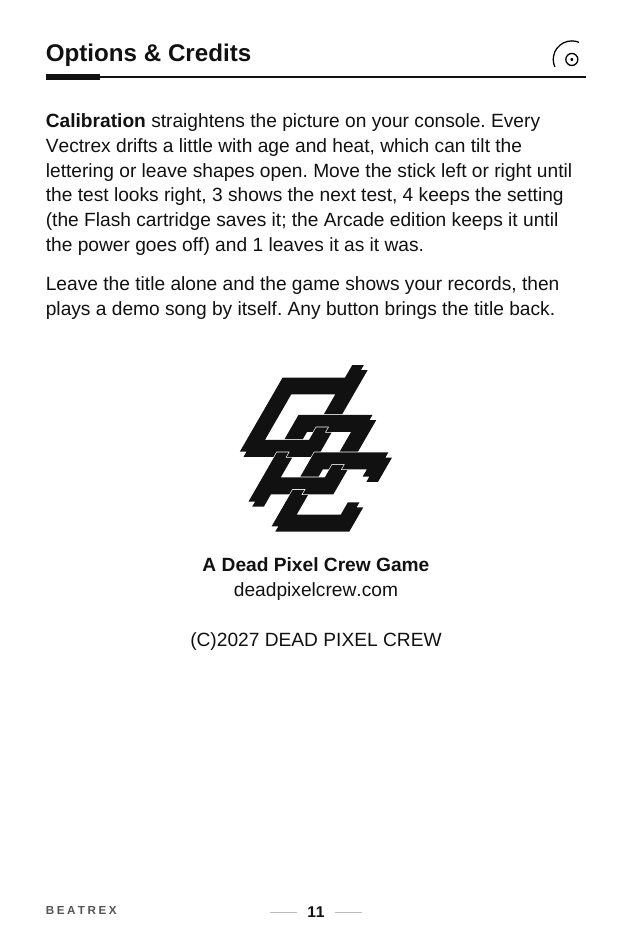 Options & Credits
Calibration straightens the picture on your console. Every
Vectrex drifts a little with age and heat, which can tilt the
lettering or leave shapes open. Move the stick left or right until
the test looks right, 3 shows the next test, 4 keeps the setting
(the Flash cartridge saves it; the Arcade edition keeps it until
the power goes off) and 1 leaves it as it was.
Leave the title alone and the game shows your records, then
plays a demo song by itself. Any button brings the title back.
A Dead Pixel Crew Game
deadpixelcrew.com
(C)2027 DEAD PIXEL CREW
BEATREX
11